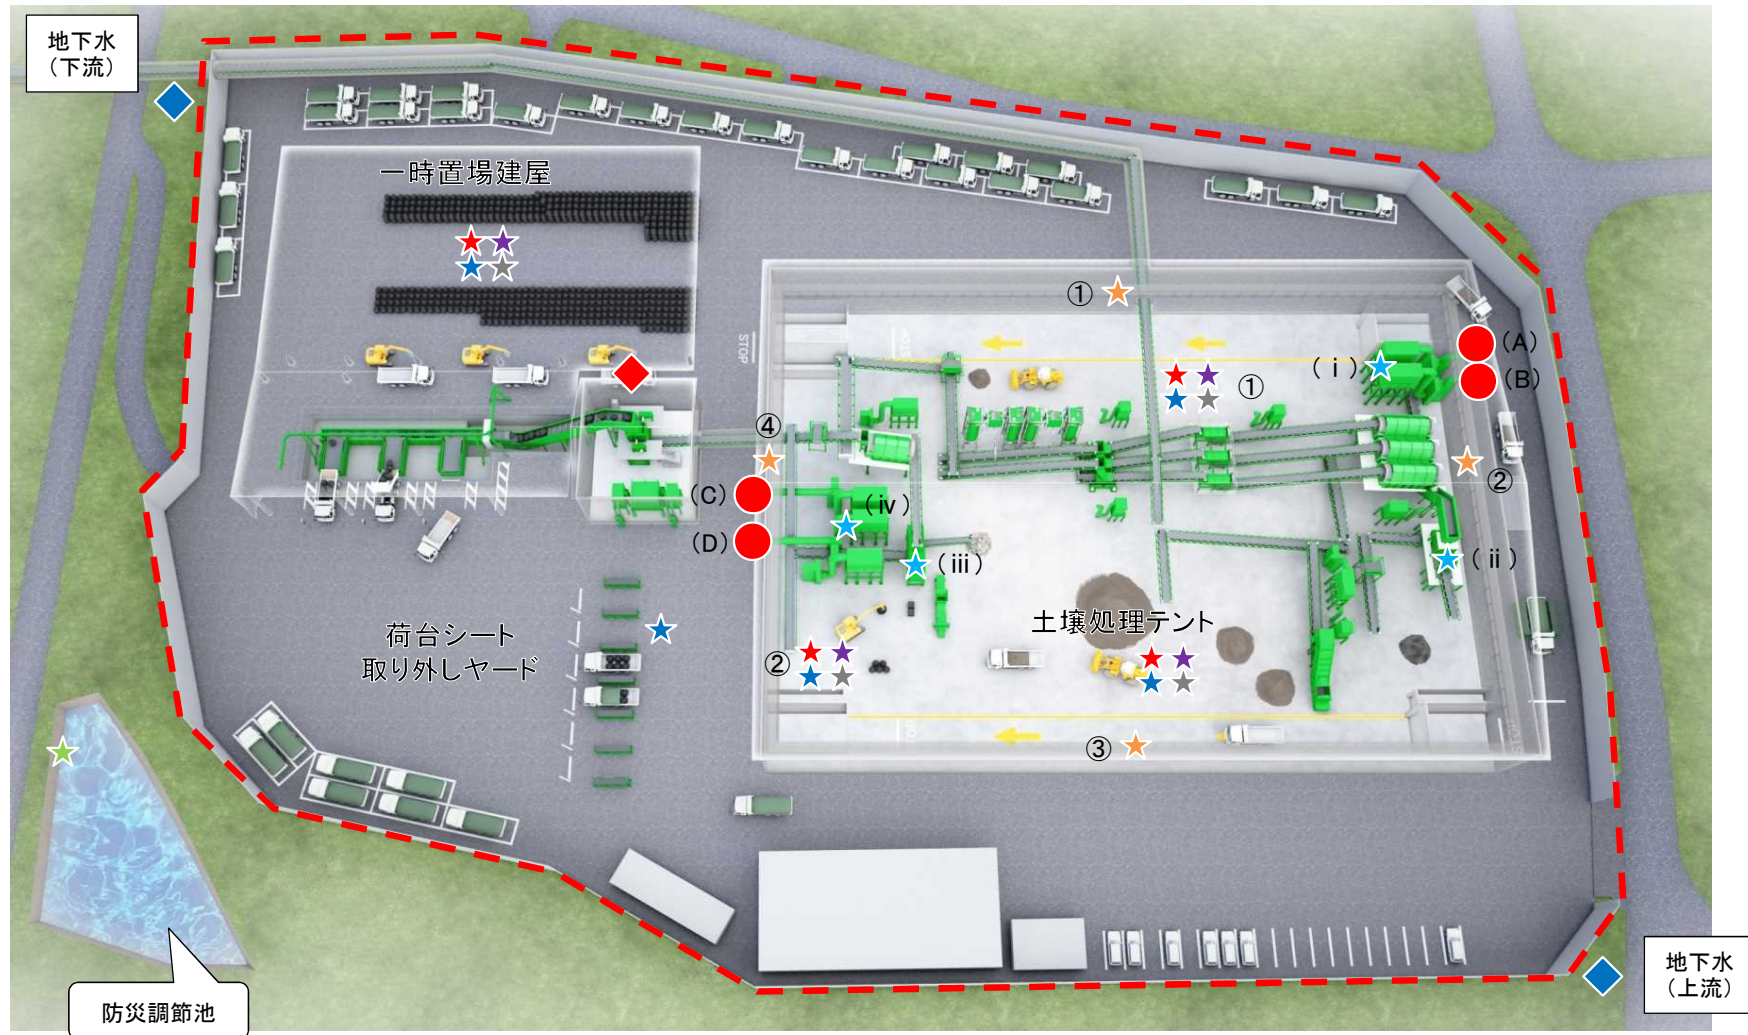 地下水
（下流）
一時置場建屋
STOP
STOP
①
（A）
（ⅰ）
①
（B）
④
②
（C）
（ⅳ）
（D）
（ⅲ）
（ⅱ）
土壌処理テント
荷台シート
取り外しヤード
②
③
地下水
（上流）
防災調節池